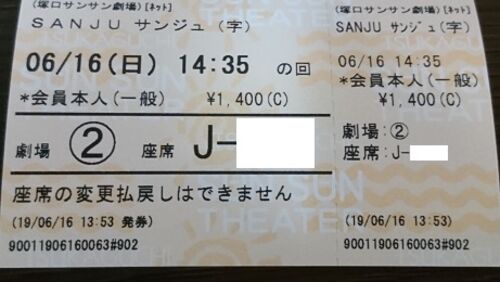 (塚口サンサン劇場)[ネット]
SANJU サンジュ(字)
06/16(日) 14:35 の回
*会員本人(一般) ¥1,400(C)
劇場 ② 座席 J-
座席の変更払戻しはできません
(19/06/16 13:53 発券)
90011906160063#902
(塚口サンサン劇場)[ネット]
SANJU サンジュ(字)
06/16 14:35
*会員本人(一般)
¥1,400(C)
劇場:②
座席:J-
(19/06/16 13:53)
90011906160063#902